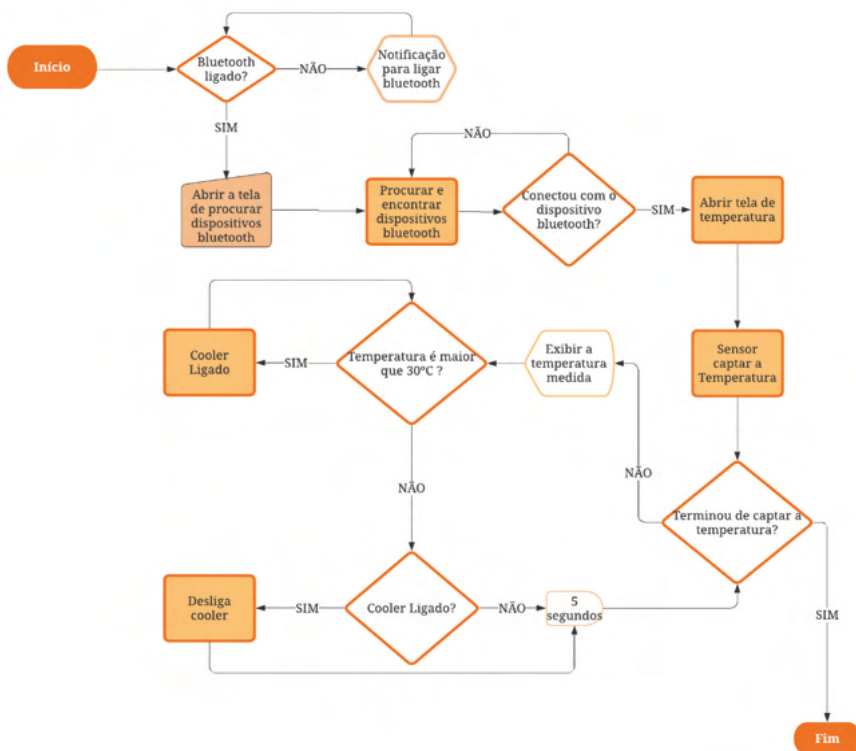 Início
Bluetooth
ligado?
NÃO
Notificação
para ligar
bluetooth
SIM
Abrir a tela
de procurar
dispositivos
bluetooth
Procurar e
encontrar
dispositivos
bluetooth
NÃO
Conectou com o
dispositivo
bluetooth?
SIM
Abrir tela de
temperatura
Sensor
captar a
Temperatura
Terminou de captar a
temperatura?
NÃO
SIM
Exibir a
temperatura
medida
Temperatura é maior
que 30ºC ?
SIM
Cooler
Ligado
NÃO
Cooler Ligado?
SIM
Desliga
cooler
NÃO
5
segundos
Fim